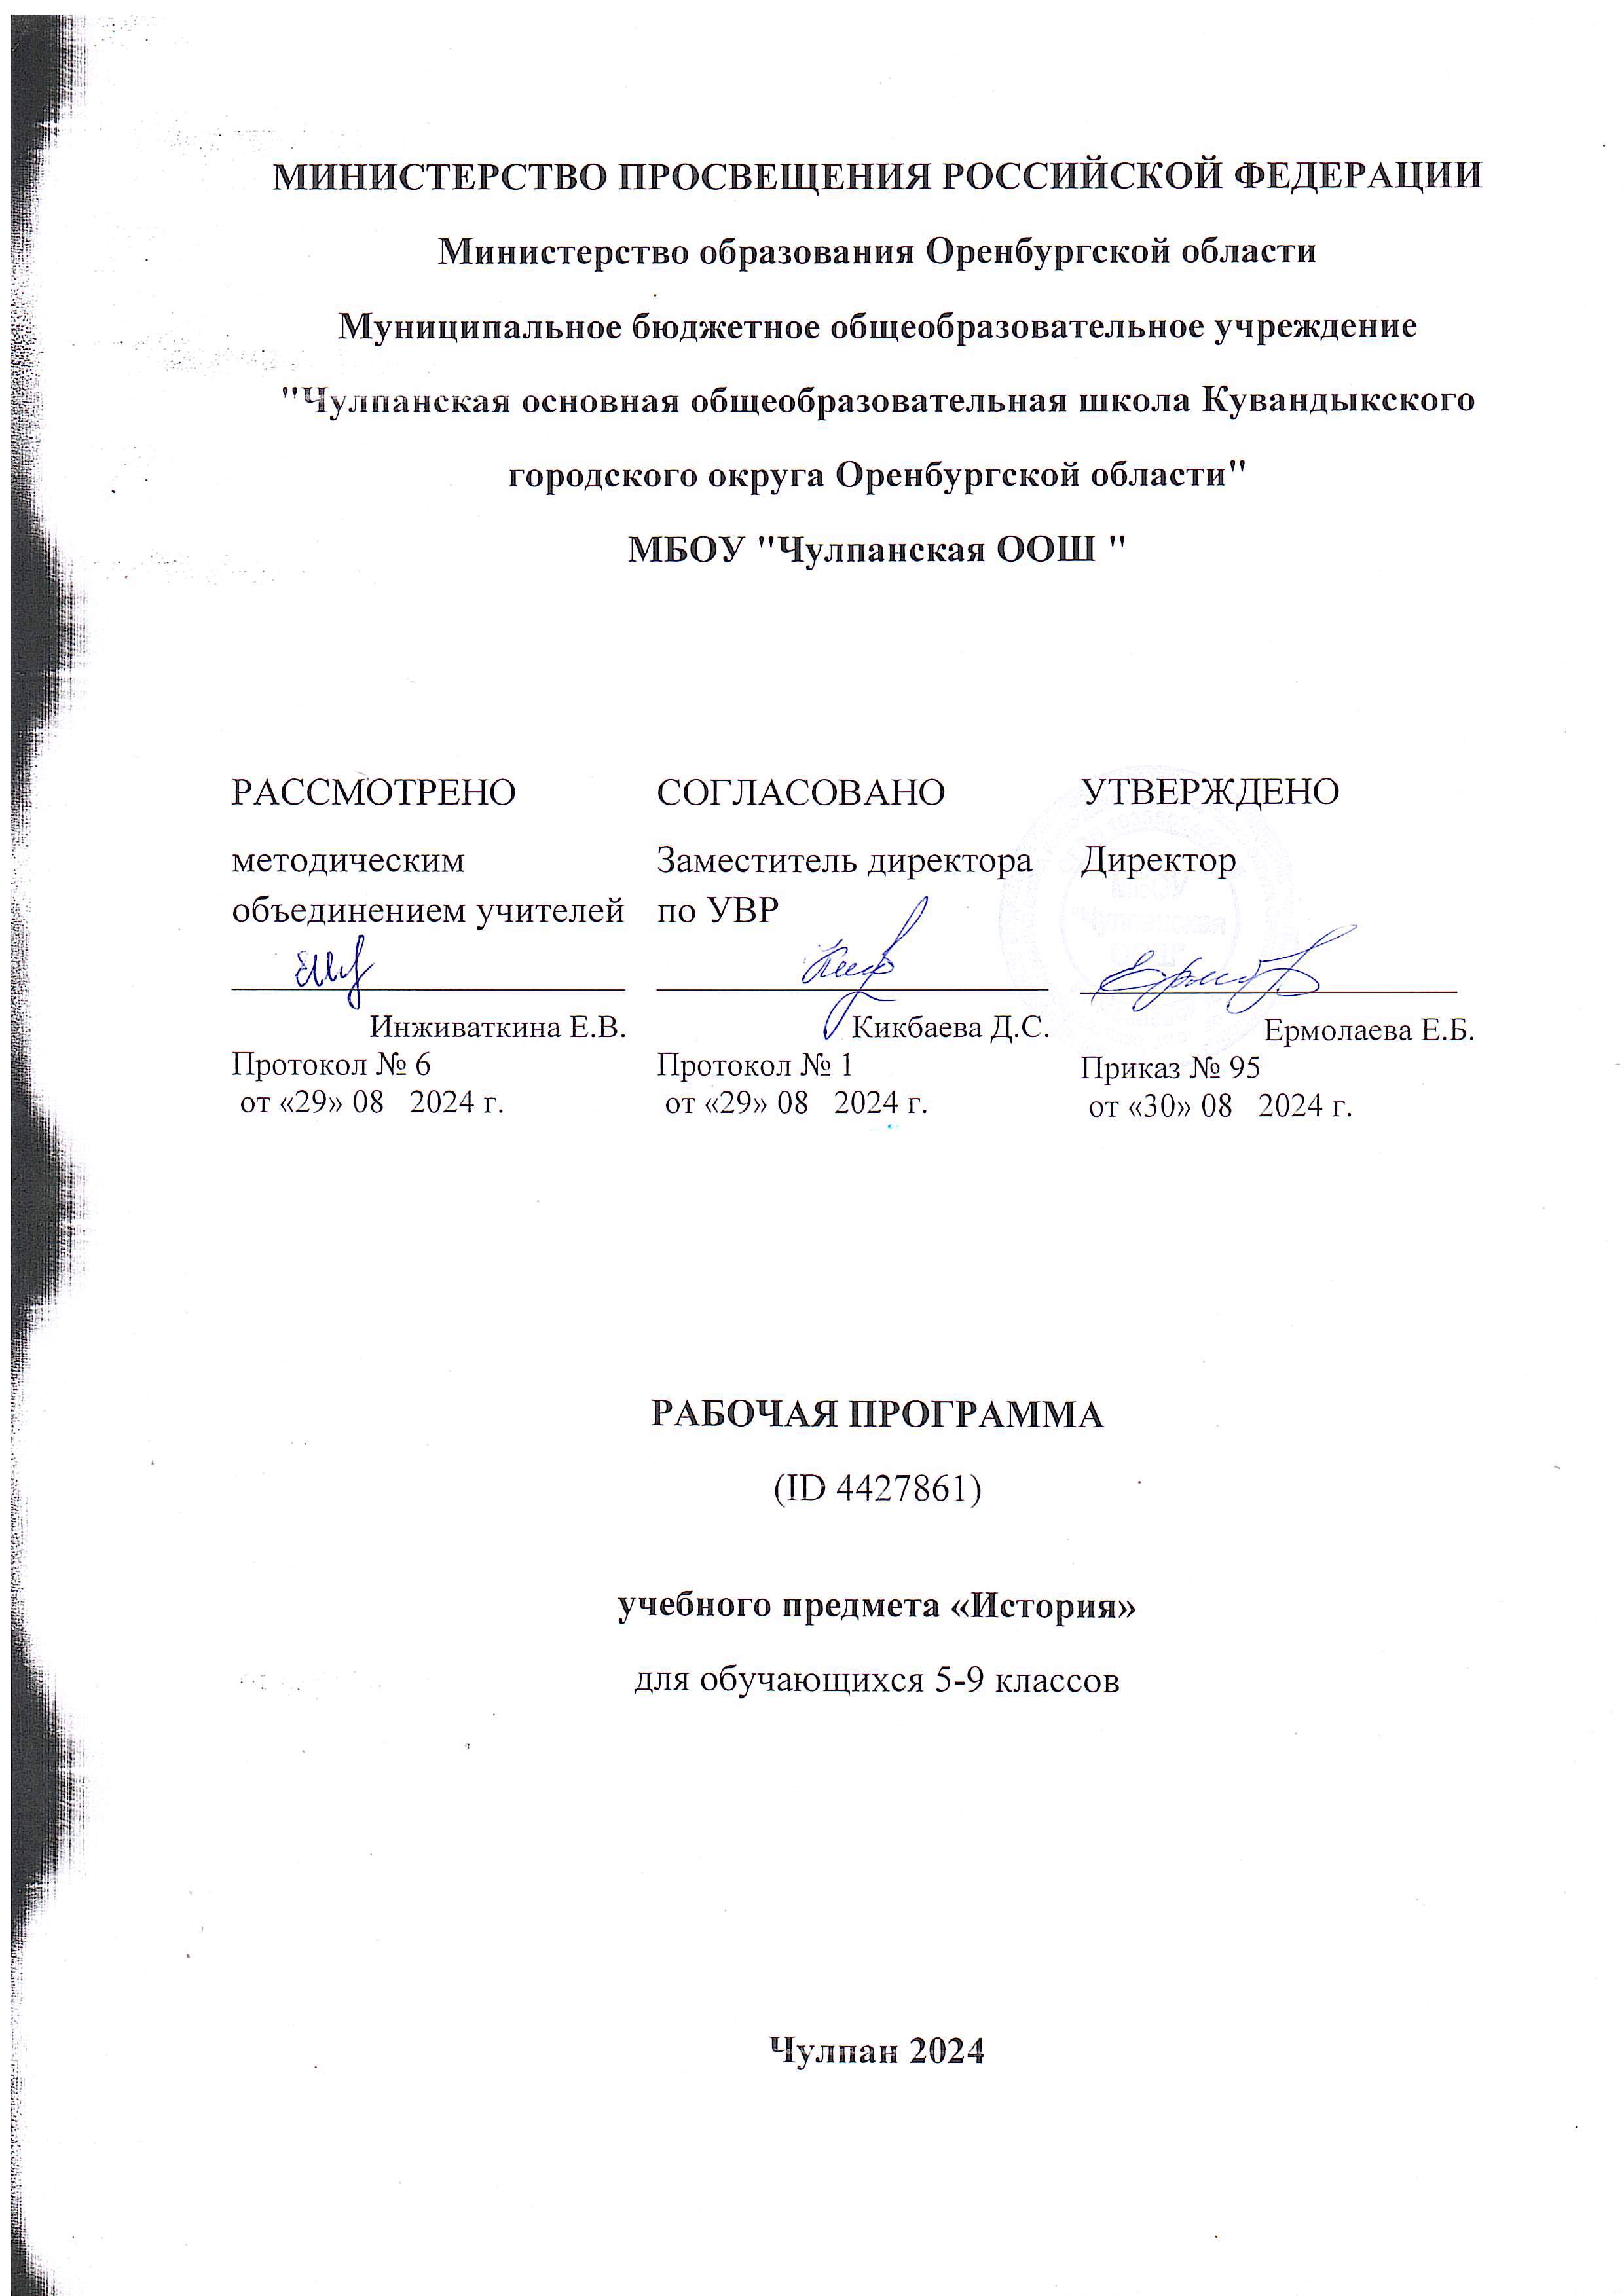 МИНИСТЕРСТВО ПРОСВЕЩЕНИЯ РОССИЙСКОЙ ФЕДЕРАЦИИ
Министерство образования Оренбургской области
Муниципальное бюджетное общеобразовательное учреждение
"Чулпанская основная общеобразовательная школа Кувандыкского
городского округа Оренбургской области"
МБОУ "Чулпанская ООШ "
РАССМОТРЕНО
методическим
объединением учителей
Инживаткина Е.В.
Протокол № 6
от «29» 08 2024 г.
СОГЛАСОВАНО
Заместитель директора
по УВР
Кикбаева Д.С.
Протокол № 1
от «29» 08 2024 г.
УТВЕРЖДЕНО
Директор
Ермолаева Е.Б.
Приказ № 95
от «30» 08 2024 г.
РАБОЧАЯ ПРОГРАММА
(ID 4427861)
учебного предмета «История»
для обучающихся 5-9 классов
Чулпан 2024